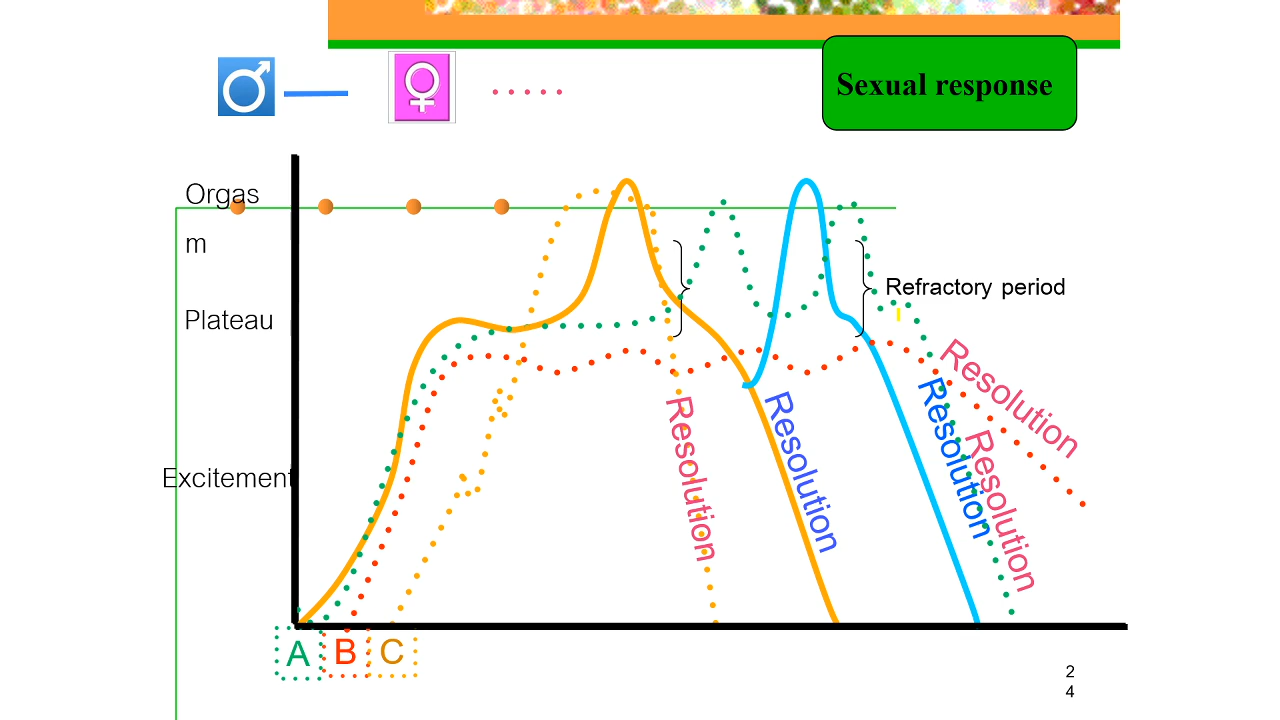 Sexual response
Orgas
m
Plateau
Refractory period
Excitement
Resolution
Resolution
Resolution
Resolution
Resolution
A
B
C
2
4